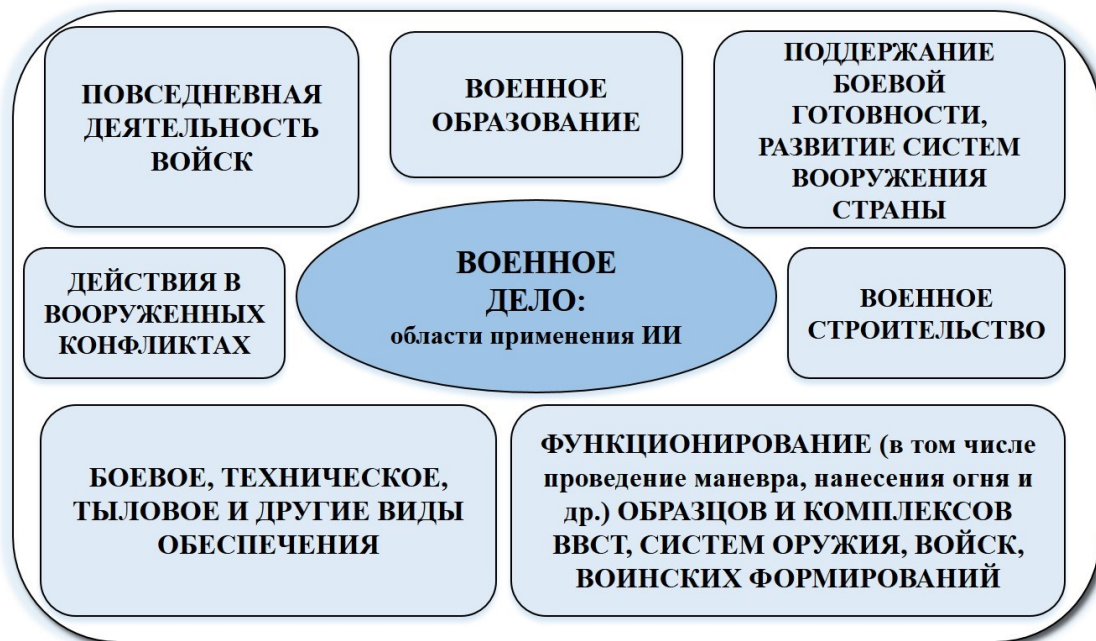 ПОВСЕДНЕВНАЯ
ДЕЯТЕЛЬНОСТЬ
ВОЙСК
ВОЕННОЕ
ОБРАЗОВАНИЕ
ПОДДЕРЖАНИЕ
БОЕВОЙ
ГОТОВНОСТИ,
РАЗВИТИЕ СИСТЕМ
ВООРУЖЕНИЯ
СТРАНЫ
ДЕЙСТВИЯ В
ВООРУЖЕННЫХ
КОНФЛИКТАХ
ВОЕННОЕ
ДЕЛО:
области применения ИИ
ВОЕННОЕ
СТРОИТЕЛЬСТВО
БОЕВОЕ, ТЕХНИЧЕСКОЕ,
ТЫЛОВОЕ И ДРУГИЕ ВИДЫ
ОБЕСПЕЧЕНИЯ
ФУНКЦИОНИРОВАНИЕ (в том числе
проведение маневра, нанесения огня и
др.) ОБРАЗЦОВ И КОМПЛЕКСОВ
ВВСТ, СИСТЕМ ОРУЖИЯ, ВОЙСК,
ВОИНСКИХ ФОРМИРОВАНИЙ